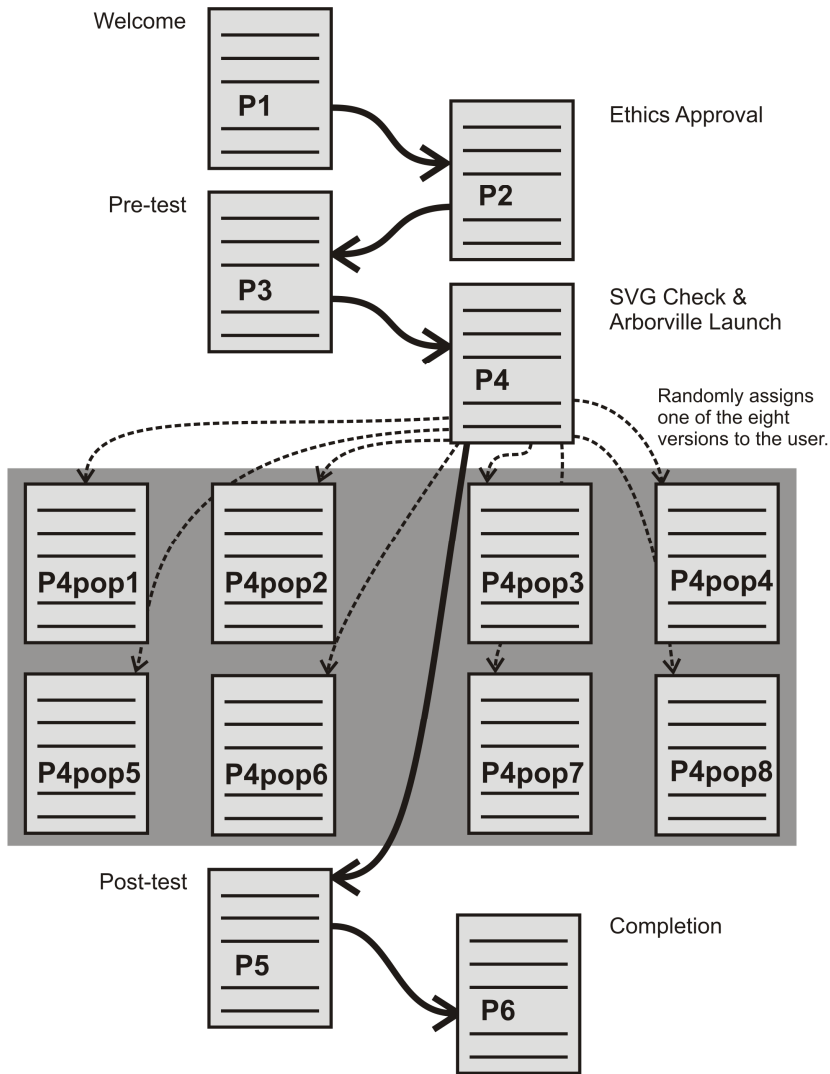 Welcome
P1
Ethics Approval
P2
Pre-test
P3
SVG Check &
Arborville Launch
P4
Randomly assigns
one of the eight
versions to the user.
P4pop1
P4pop2
P4pop3
P4pop4
P4pop5
P4pop6
P4pop7
P4pop8
Post-test
P5
Completion
P6